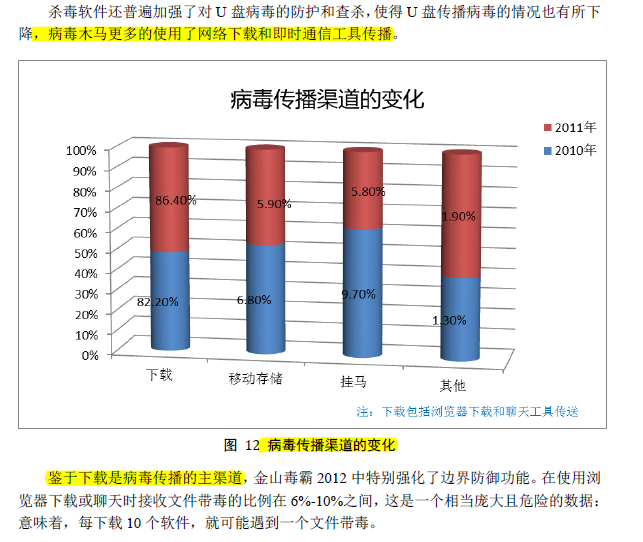 杀毒软件还普遍加强了对 U 盘病毒的防护和查杀，使得 U 盘传播病毒的情况也有所下
降，病毒木马更多的使用了网络下载和即时通信工具传播。
病毒传播渠道的变化
2011年
2010年
100%
90%
80%
70%
60%
50%
40%
30%
20%
10%
0%
86.40%
5.90%
5.80%
1.90%
82.20%
6.80%
9.70%
1.30%
下载
移动存储
挂马
其他
注：下载包括浏览器下载和聊天工具传送
图 12 病毒传播渠道的变化
鉴于下载是病毒传播的主渠道，金山毒霸 2012 中特别强化了边界防御功能。在使用浏
览器下载或聊天时接收文件带毒的比例在 6%-10%之间，这是一个相当庞大且危险的数据：
意味着，每下载 10 个软件，就可能遇到一个文件带毒。